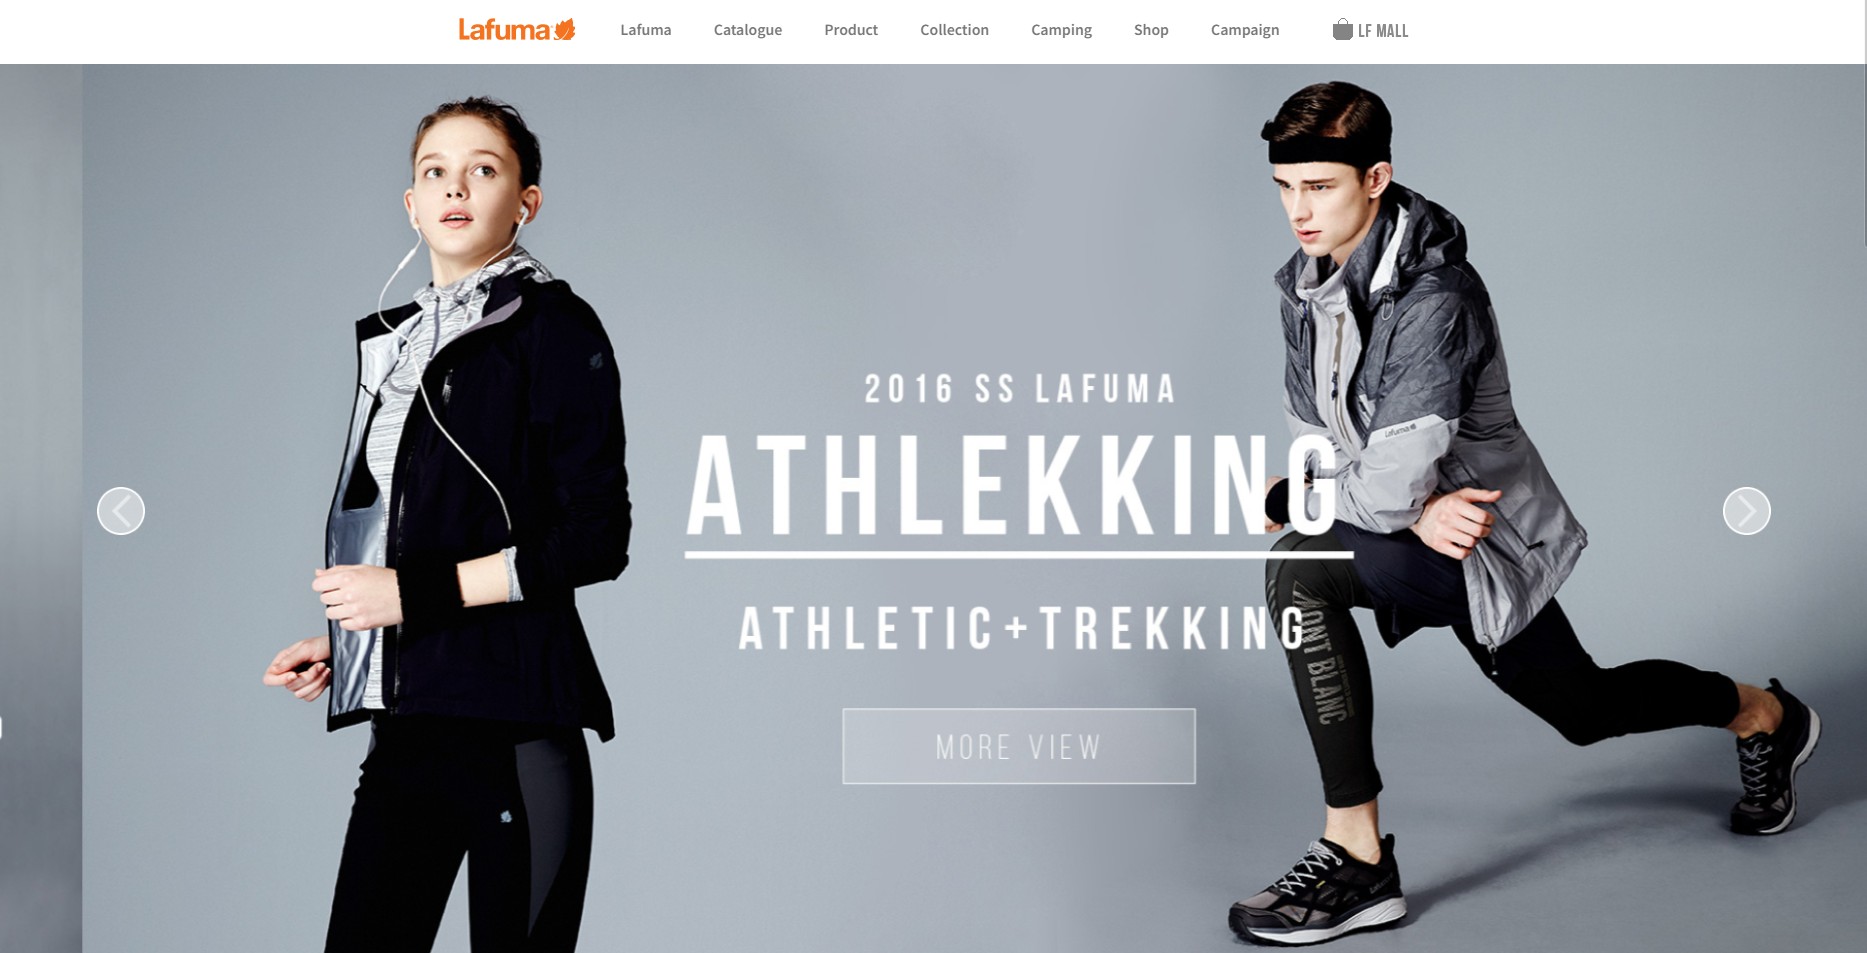 Lafuma
Lafuma
Catalogue
Product
Collection
Camping
Shop
Campaign
LF MALL
2016 SS LAFUMA
ATHLEKKING
ATHLETIC+TREKKING
MORE VIEW
Lafuma
MONT BLANC
Lafuma